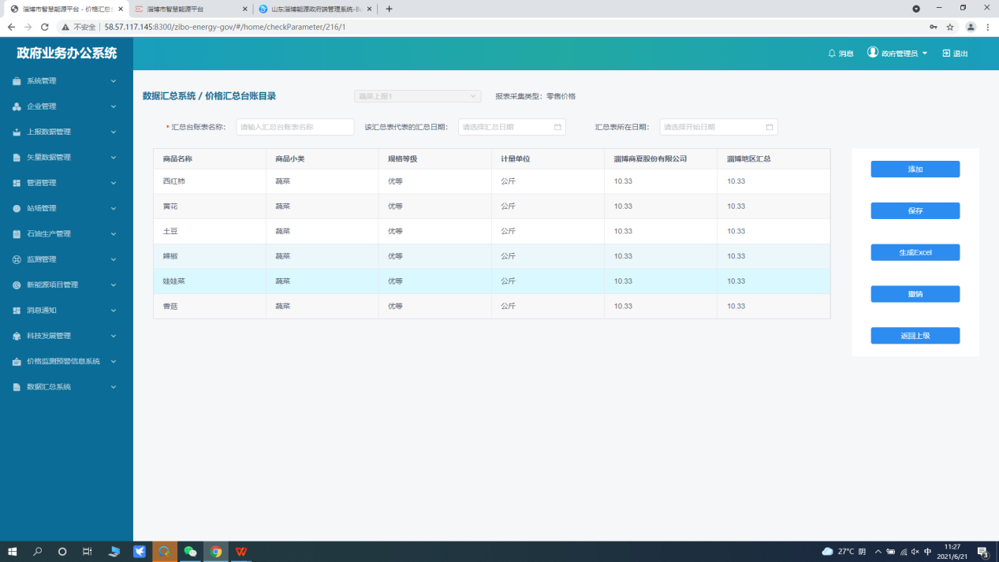 淄博市智慧能源平台 - 价格汇总
淄博市智慧能源平台
山东淄博能源政府端管理系统-B
不安全
58.57.117.145:8300/zibo-energy-gov/#/home/checkParameter/216/1
政府业务办公系统
消息
政府管理员
退出
系统管理
企业管理
上报数据管理
矢量数据管理
管道管理
站场管理
石油生产管理
监测管理
新能源项目管理
消息通知
科技发展管理
价格监测预警信息系统
数据汇总系统
数据汇总系统 / 价格汇总台账目录
蔬菜上报1
报表采集类型：零售价格
* 汇总台账表名称： 请输入汇总台账表名称
该汇总表代表的汇总日期： 请选择汇总日期
汇总表所在日期： 请选择开始日期
商品名称 商品小类 规格等级 计量单位 淄博商夏股份有限公司 淄博地区汇总
西红柿 蔬菜 优等 公斤 10.33 10.33
黄花 蔬菜 优等 公斤 10.33 10.33
土豆 蔬菜 优等 公斤 10.33 10.33
辣椒 蔬菜 优等 公斤 10.33 10.33
娃娃菜 蔬菜 优等 公斤 10.33 10.33
香菇 蔬菜 优等 公斤 10.33 10.33
添加
保存
生成Excel
撤销
返回上级
27°C 阴
中
11:27
2021/6/21
3